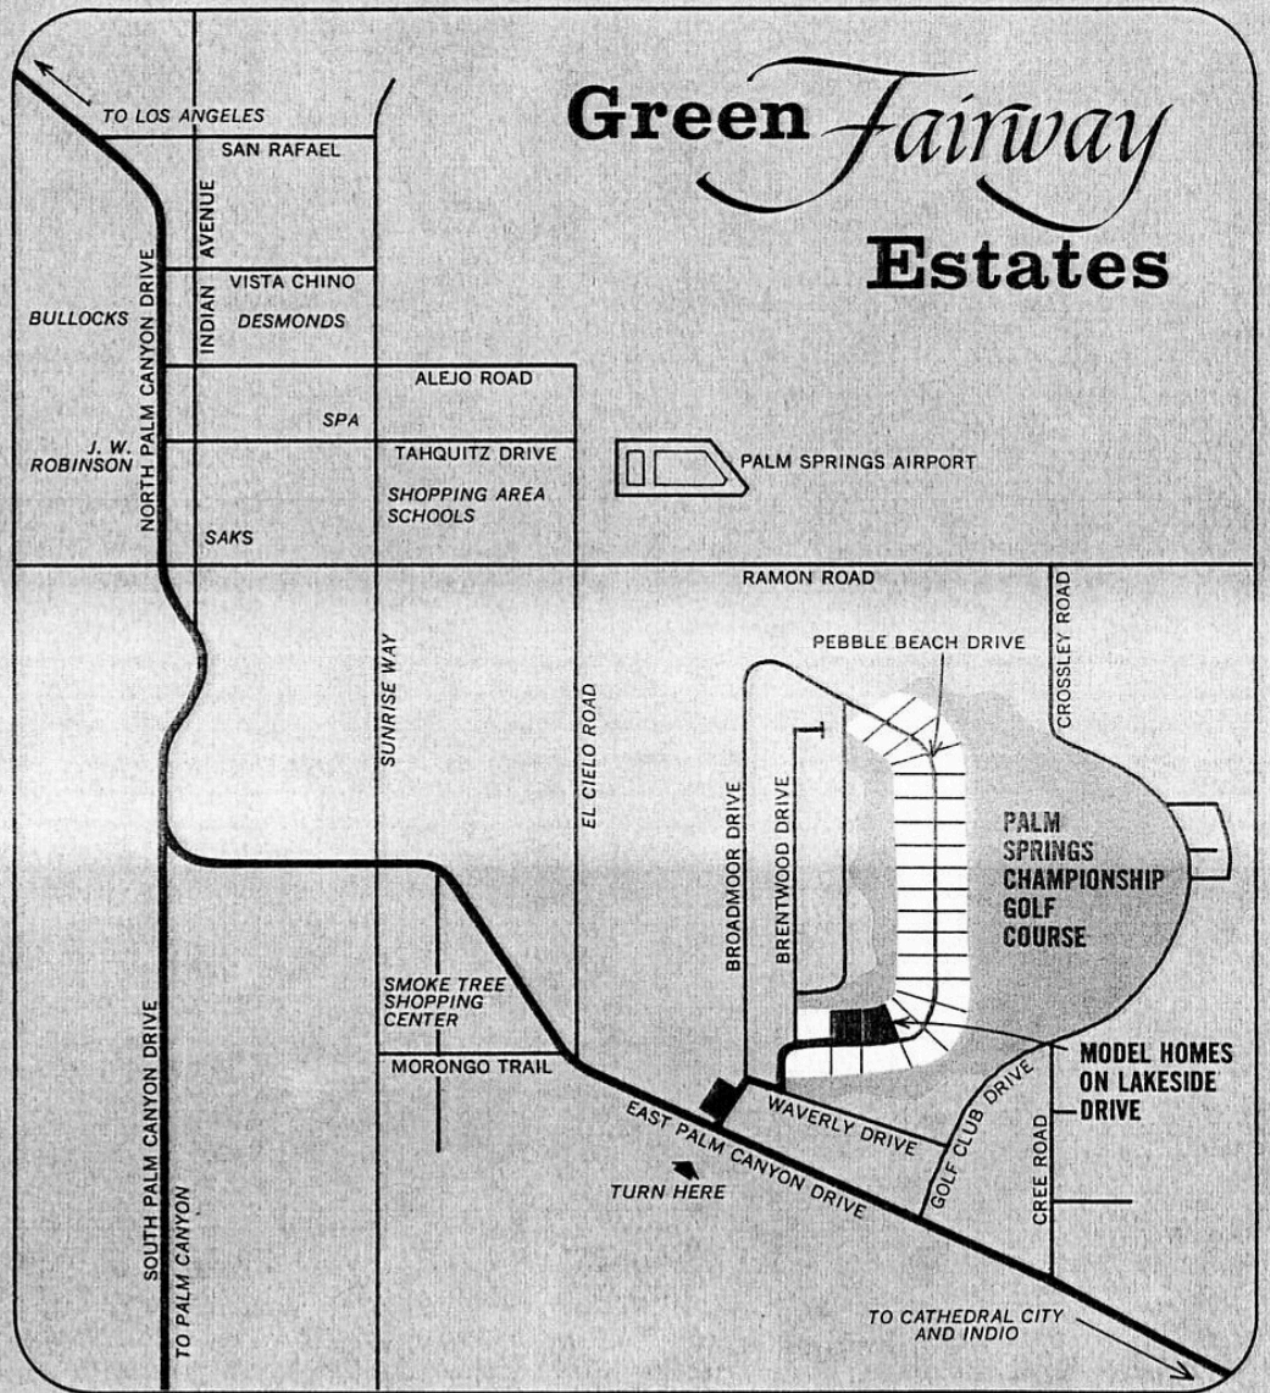 Green Fairway
Estates
TO LOS ANGELES
SAN RAFAEL
INDIAN AVENUE
NORTH PALM CANYON DRIVE
VISTA CHINO
BULLOCKS
DESMONDS
ALEJO ROAD
SPA
J. W.
ROBINSON
TAHQUITZ DRIVE
PALM SPRINGS AIRPORT
SHOPPING AREA
SCHOOLS
SAKS
RAMON ROAD
CROSSLEY ROAD
PEBBLE BEACH DRIVE
SUNRISE WAY
EL CIELO ROAD
BROADMOOR DRIVE
BRENTWOOD DRIVE
PALM
SPRINGS
CHAMPIONSHIP
GOLF
COURSE
SMOKE TREE
SHOPPING
CENTER
MORONGO TRAIL
MODEL HOMES
ON LAKESIDE
DRIVE
WAVERLY DRIVE
GOLF CLUB DRIVE
CREE ROAD
EAST PALM CANYON DRIVE
TURN HERE
SOUTH PALM CANYON DRIVE
TO PALM CANYON
TO CATHEDRAL CITY
AND INDIO